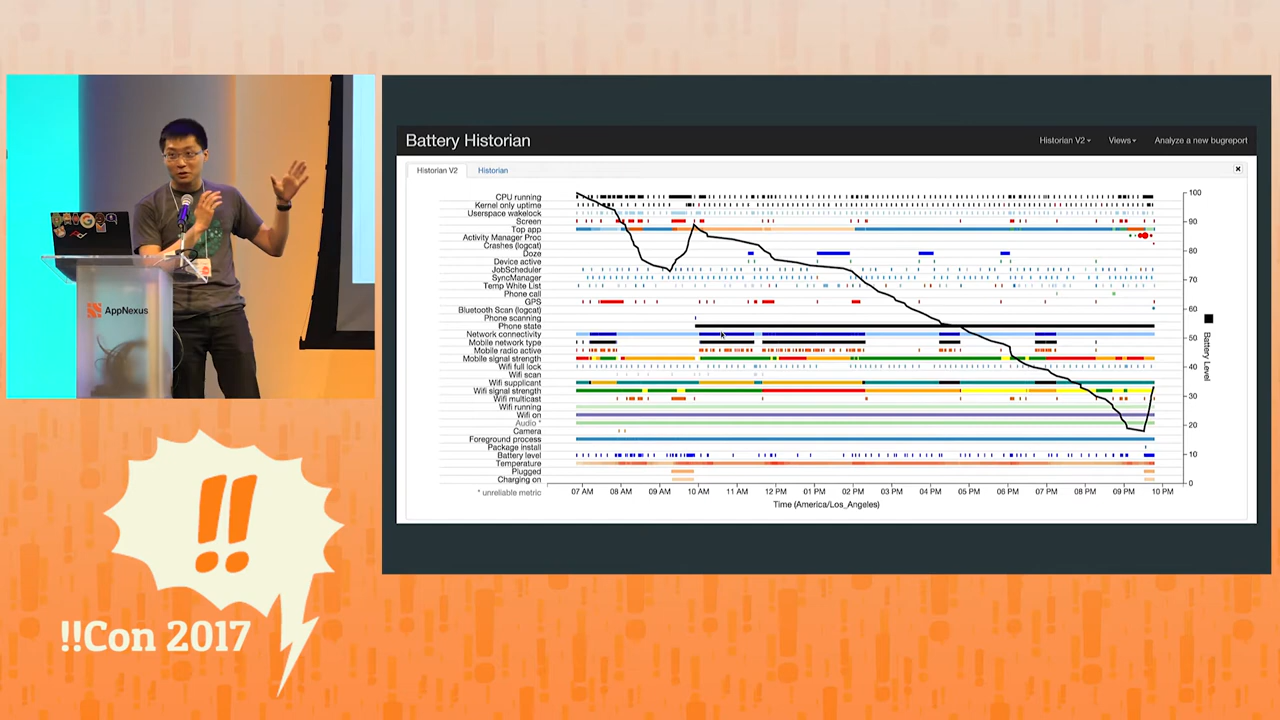 AppNexus
!!
!!Con 2017
Battery Historian
Historian V2
Views
Analyze a new bugreport
Historian V2
Historian
CPU running
Kernel only uptime
Userspace wakelock
Screen
Top app
Activity Manager Proc
Crashes (logcat)
Doze
Device active
JobScheduler
SyncManager
Temp White List
Phone call
GPS
Bluetooth Scan (logcat)
Phone scanning
Phone state
Network connectivity
Mobile network type
Mobile radio active
Mobile signal strength
Wifi full lock
Wifi scan
Wifi supplicant
Wifi signal strength
Wifi multicast
Wifi running
Wifi on
Audio *
Camera
Foreground process
Package install
Battery level
Temperature
Plugged
Charging on
* unreliable metric
100
90
80
70
60
50
40
30
20
10
0
Battery Level
07 AM 08 AM 09 AM 10 AM 11 AM 12 PM 01 PM 02 PM 03 PM 04 PM 05 PM 06 PM 07 PM 08 PM 09 PM 10 PM
Time (America/Los_Angeles)